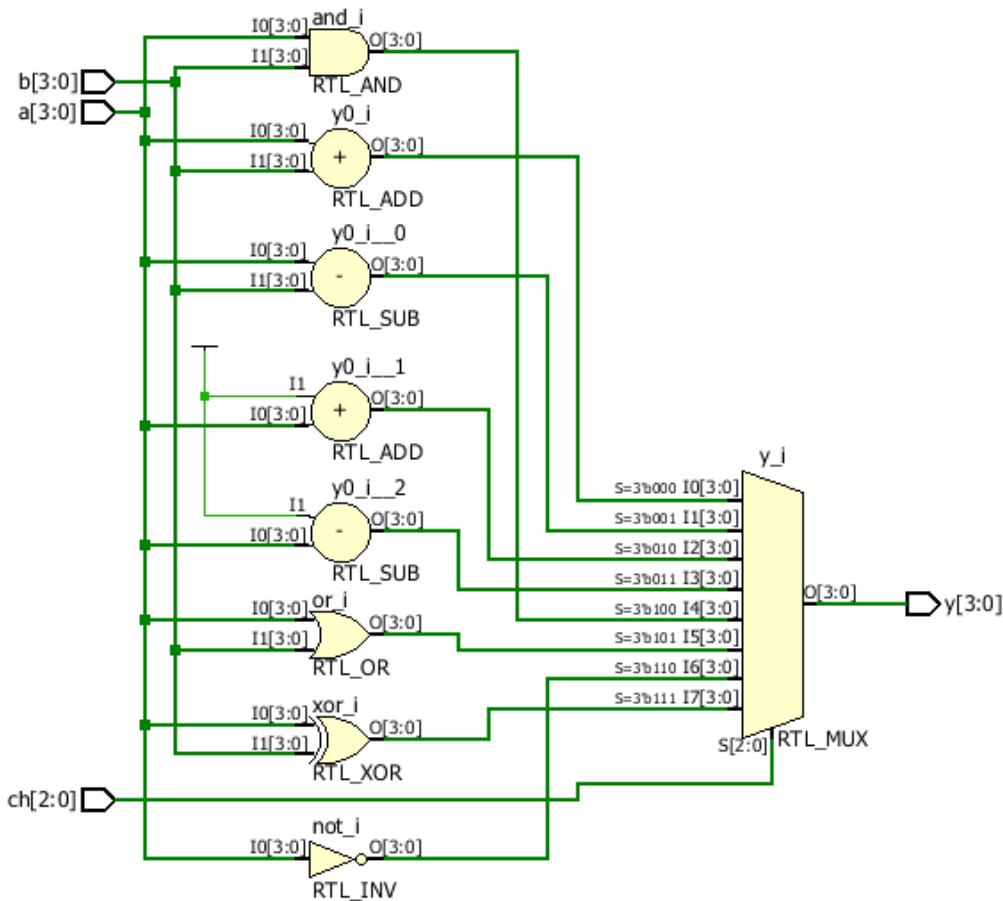 and_i
I0[3:0]
O[3:0]
I1[3:0]
RTL_AND
b[3:0]
a[3:0]
y0_i
I0[3:0]
O[3:0]
I1[3:0]
+
RTL_ADD
y0_i__0
I0[3:0]
O[3:0]
I1[3:0]
-
RTL_SUB
y0_i__1
I1
O[3:0]
I0[3:0]
+
RTL_ADD
y0_i__2
I1
O[3:0]
I0[3:0]
-
RTL_SUB
or_i
I0[3:0]
O[3:0]
I1[3:0]
RTL_OR
xor_i
I0[3:0]
O[3:0]
I1[3:0]
RTL_XOR
ch[2:0]
not_i
I0[3:0]
O[3:0]
RTL_INV
y_i
S=3'b000 I0[3:0]
S=3'b001 I1[3:0]
S=3'b010 I2[3:0]
S=3'b011 I3[3:0]
S=3'b100 I4[3:0]
S=3'b101 I5[3:0]
S=3'b110 I6[3:0]
S=3'b111 I7[3:0]
S[2:0]
RTL_MUX
O[3:0]
y[3:0]